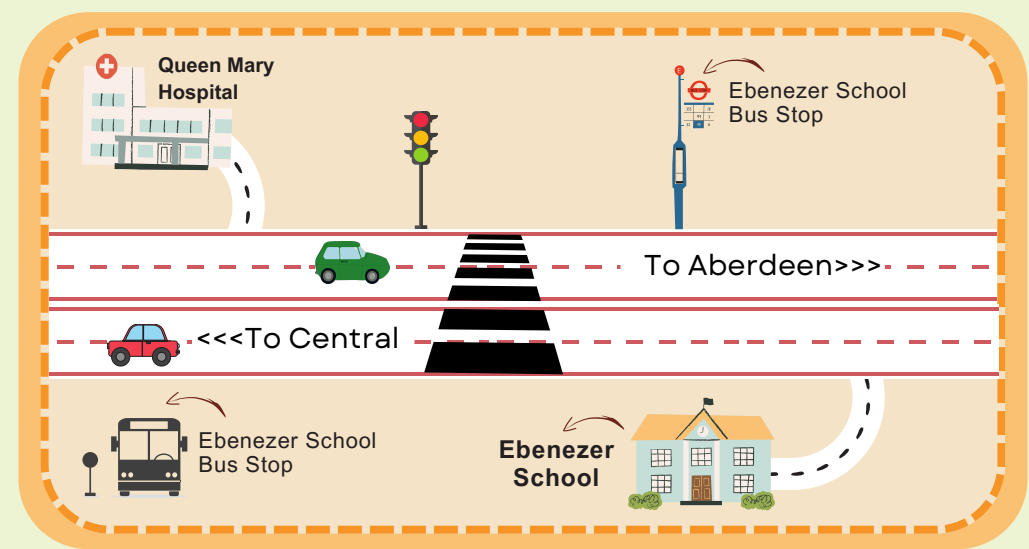 Queen Mary
Hospital
Ebenezer School
Bus Stop
To Aberdeen>>>
<<<To Central
Ebenezer School
Bus Stop
Ebenezer
School